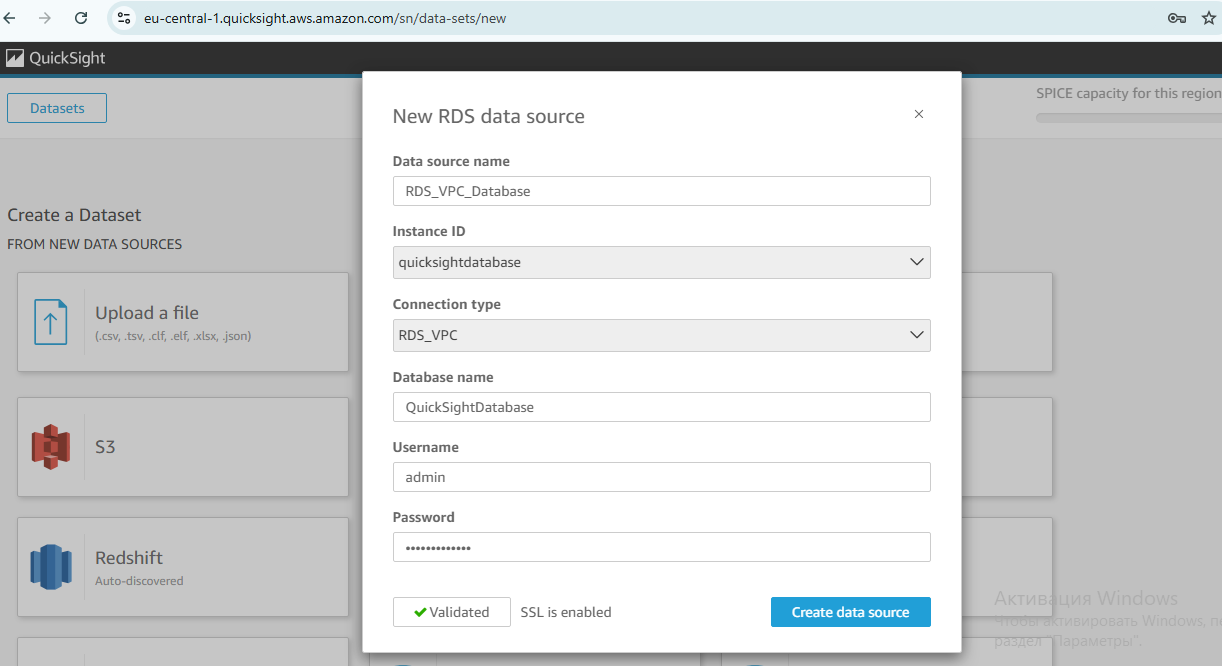 eu-central-1.quicksight.aws.amazon.com/sn/data-sets/new
QuickSight
Datasets
SPICE capacity for this region
Create a Dataset
FROM NEW DATA SOURCES
Upload a file
(.csv, .tsv, .clf, .elf, .xlsx, .json)
S3
Redshift
Auto-discovered
New RDS data source
×
Data source name
RDS_VPC_Database
Instance ID
quicksightdatabase
Connection type
RDS_VPC
Database name
QuickSightDatabase
Username
admin
Password
•••••••••••••
Validated
SSL is enabled
Create data source
Активация Windows
Чтобы активировать Windows, пе
раздел "Параметры".